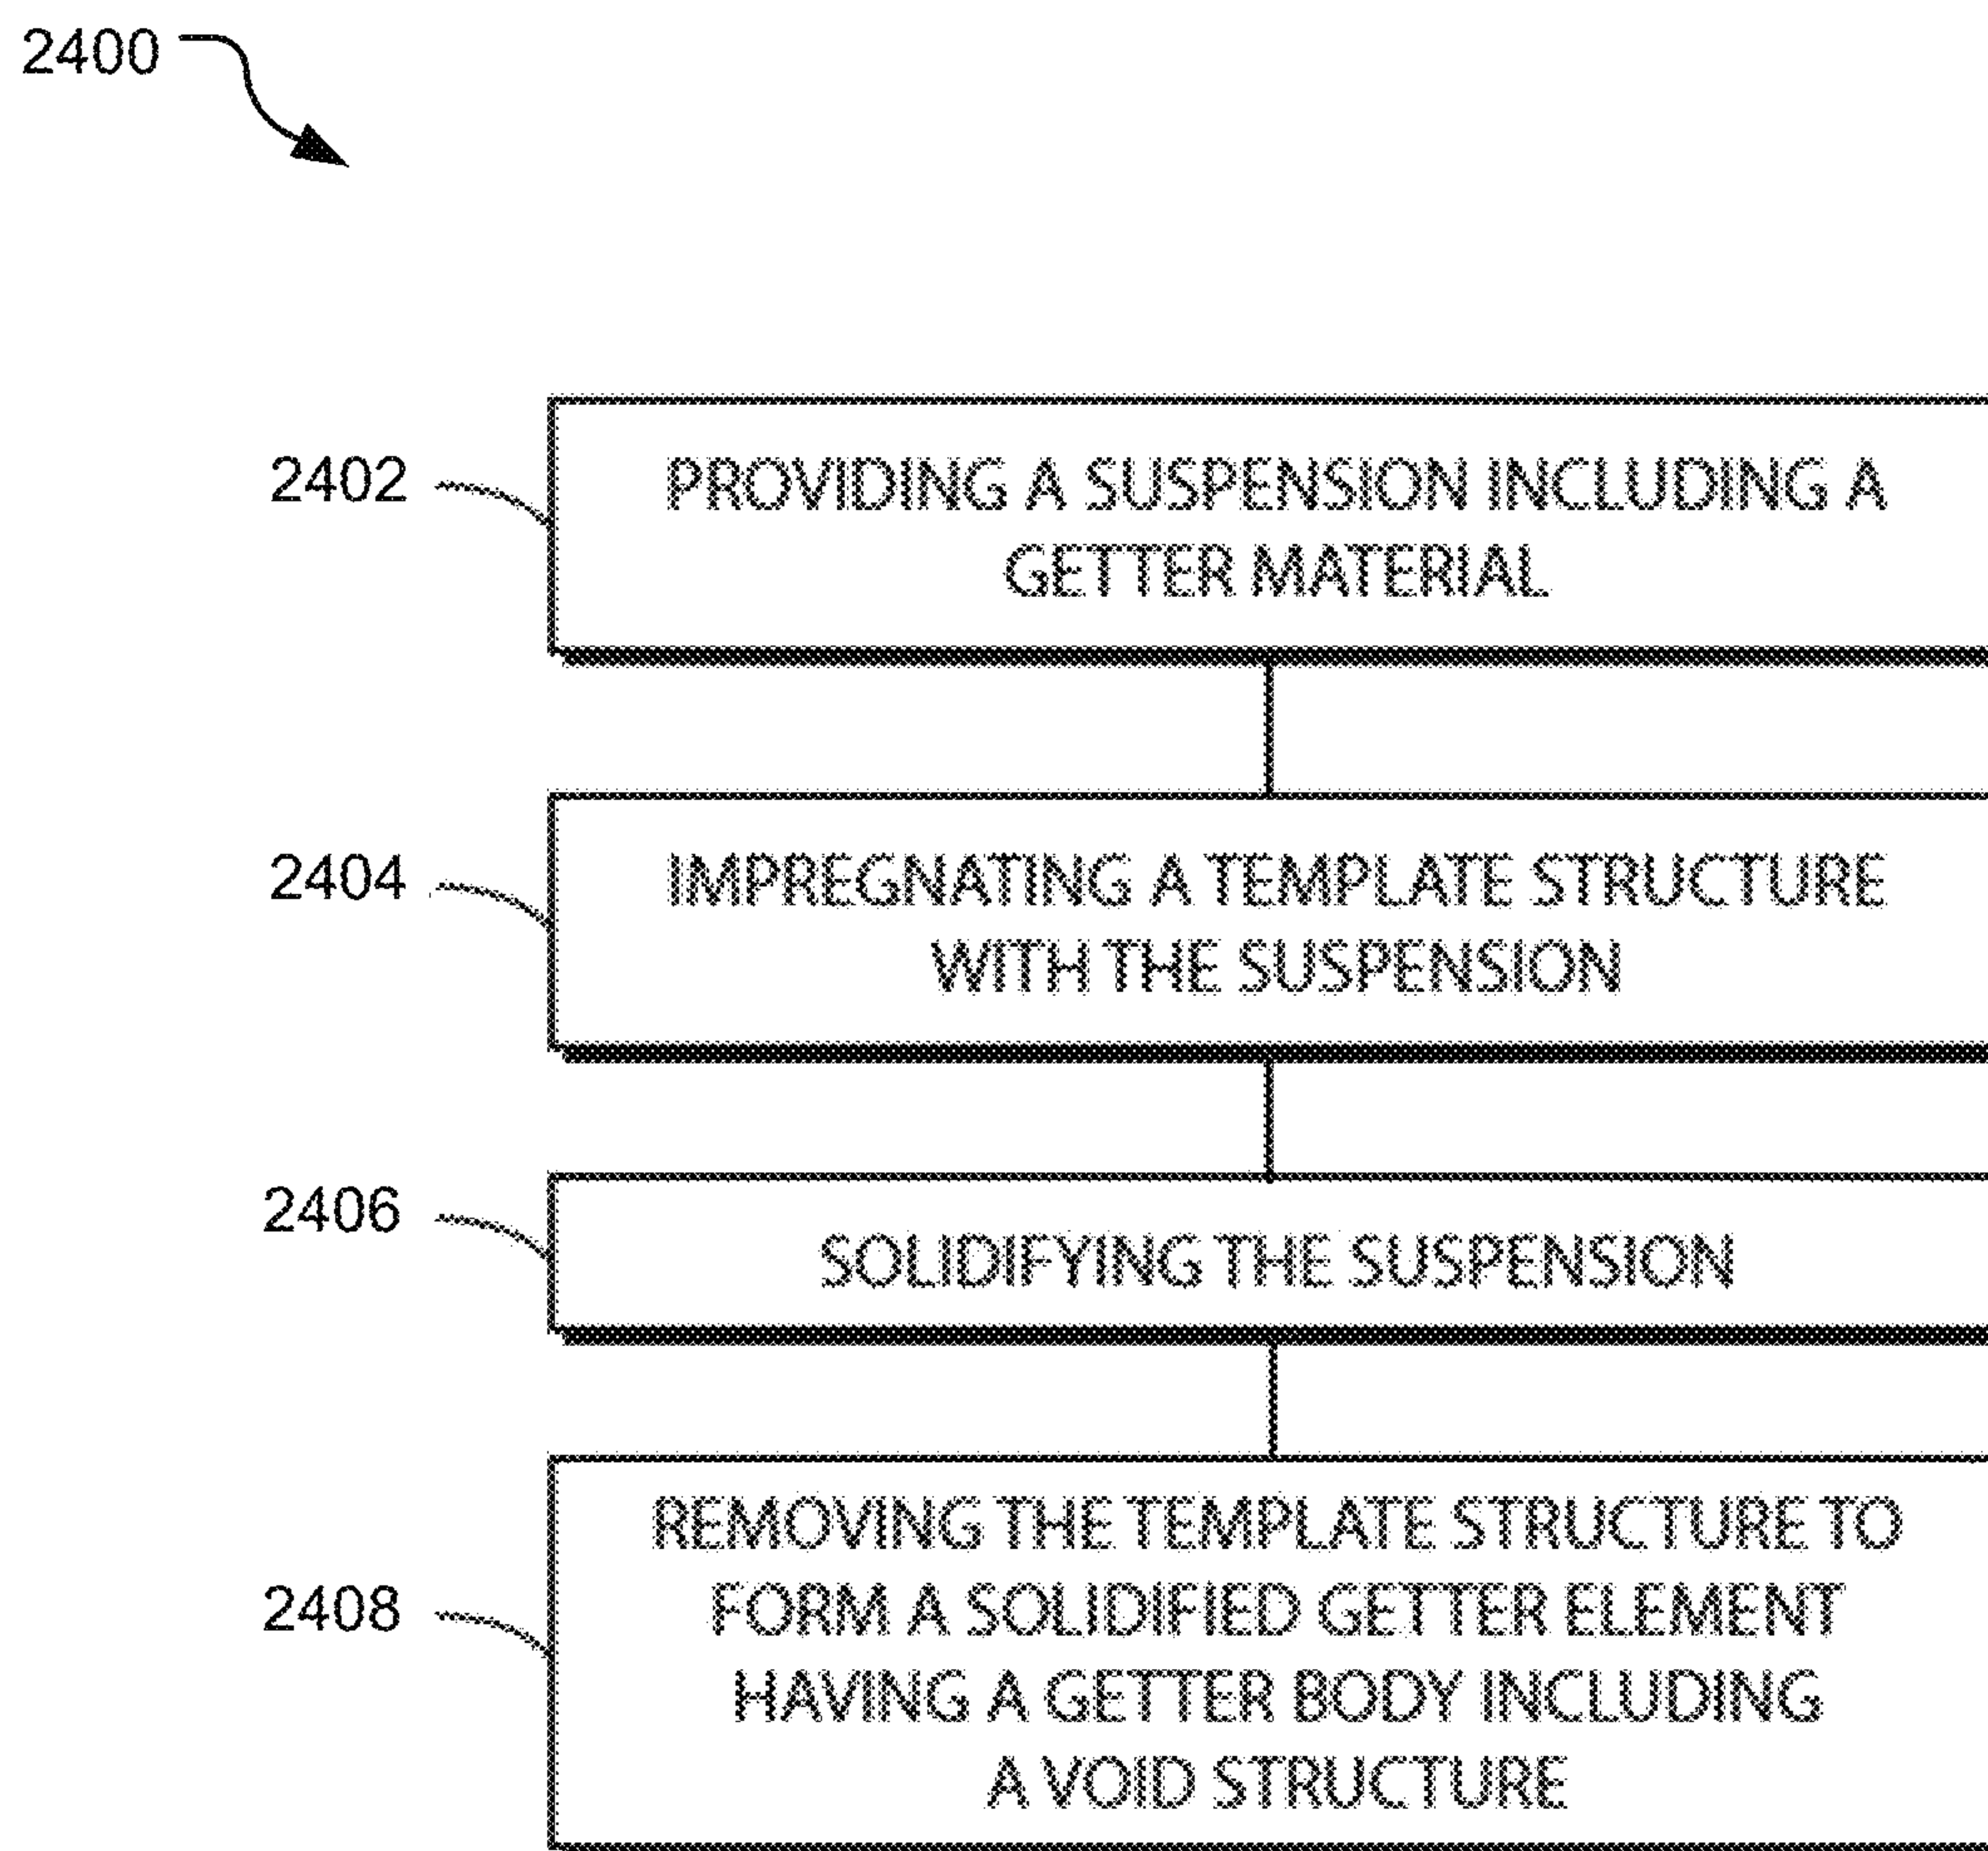 2400
2402
PROVIDING A SUSPENSION INCLUDING A
GETTER MATERIAL
2404
IMPREGNATING A TEMPLATE STRUCTURE
WITH THE SUSPENSION
2406
SOLIDIFYING THE SUSPENSION
2408
REMOVING THE TEMPLATE STRUCTURE TO
FORM A SOLIDIFIED GETTER ELEMENT
HAVING A GETTER BODY INCLUDING
A VOID STRUCTURE